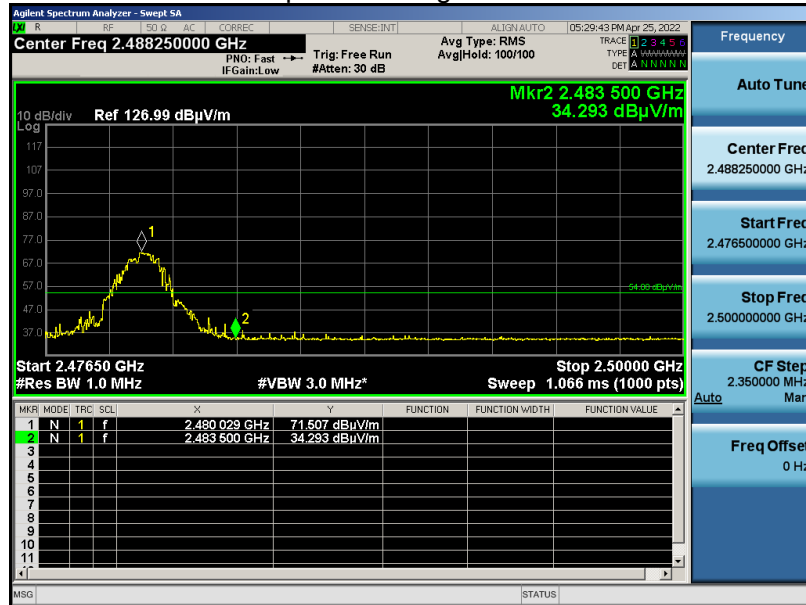 Agilent Spectrum Analyzer - Swept SA
LXI R RF 50 Ω AC CORREC SENSE:INT ALIGN AUTO 05:29:43 PM Apr 25, 2022
Center Freq 2.488250000 GHz
PNO: Fast
IFGain:Low
Trig: Free Run
#Atten: 30 dB
Avg Type: RMS
Avg|Hold: 100/100
TRACE 1 2 3 4 5 6
TYPE A WWWWW
DET A N N N N N
Mkr2 2.483 500 GHz
34.293 dBµV/m
10 dB/div Ref 126.99 dBµV/m
Log
117
107
97.0
87.0
77.0
67.0
57.0
47.0
37.0
1
2
54.00 dBµV/m
Start 2.47650 GHz Stop 2.50000 GHz
#Res BW 1.0 MHz #VBW 3.0 MHz* Sweep 1.066 ms (1000 pts)
MKR MODE TRC SCL X Y FUNCTION FUNCTION WIDTH FUNCTION VALUE
1 N 1 f 2.480 029 GHz 71.507 dBµV/m
2 N 1 f 2.483 500 GHz 34.293 dBµV/m
3
4
5
6
7
8
9
10
11
MSG STATUS
Frequency
Auto Tune
Center Freq
2.488250000 GHz
Start Freq
2.476500000 GHz
Stop Freq
2.500000000 GHz
CF Step
2.350000 MHz
Auto Man
Freq Offset
0 Hz